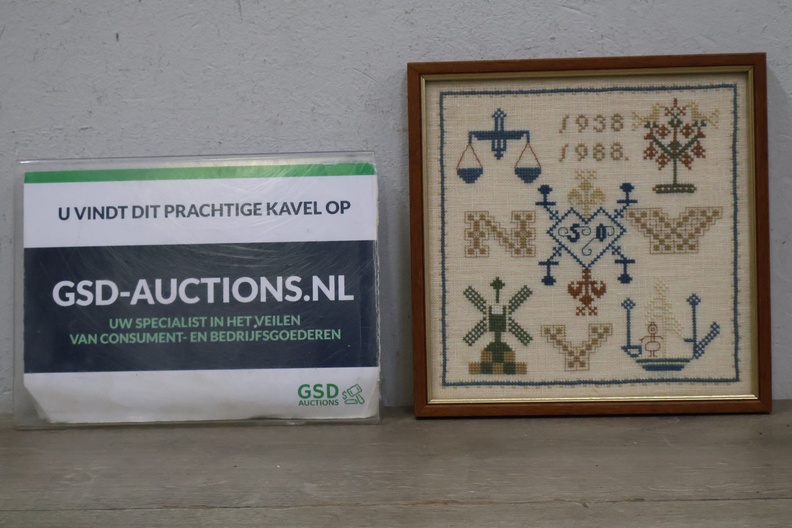 U VINDT DIT PRACHTIGE KAVEL OP
GSD-AUCTIONS.NL
UW SPECIALIST IN HET VEILEN
VAN CONSUMENT- EN BEDRIJFSGOEDEREN
GSD
AUCTIONS
1938
1988.
N
50
W
V